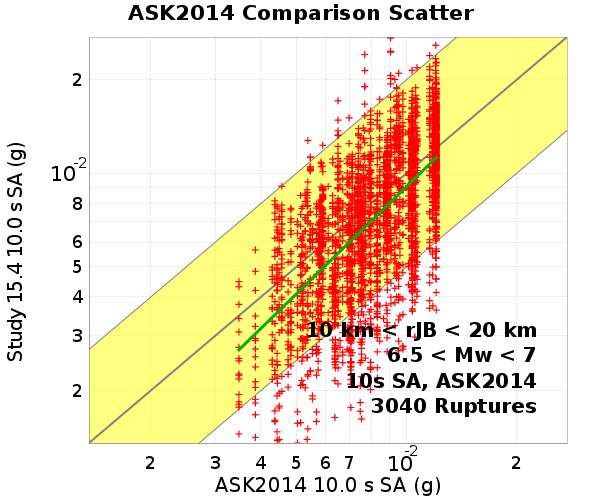 ASK2014 Comparison Scatter
Study 15.4 10.0 s SA (g)
2
10-2
8
6
5
4
3
2
10 km < rJB < 20 km
6.5 < Mw < 7
10s SA, ASK2014
3040 Ruptures
2 3 4 5 6 7 10-2 2
ASK2014 10.0 s SA (g)